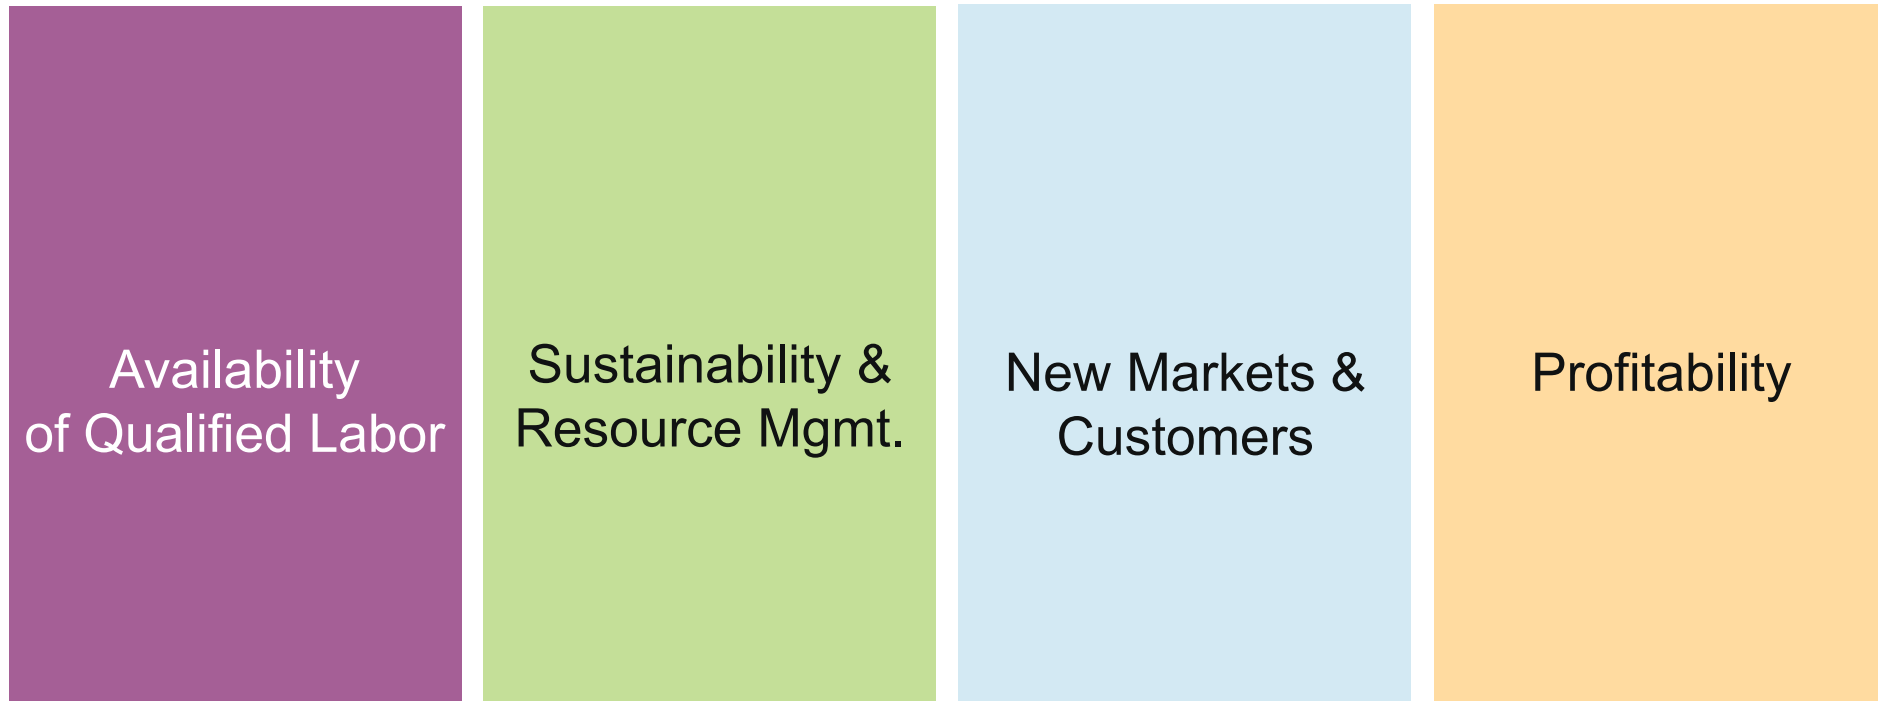 Availability
of Qualified Labor
Sustainability &
Resource Mgmt.
New Markets &
Customers
Profitability